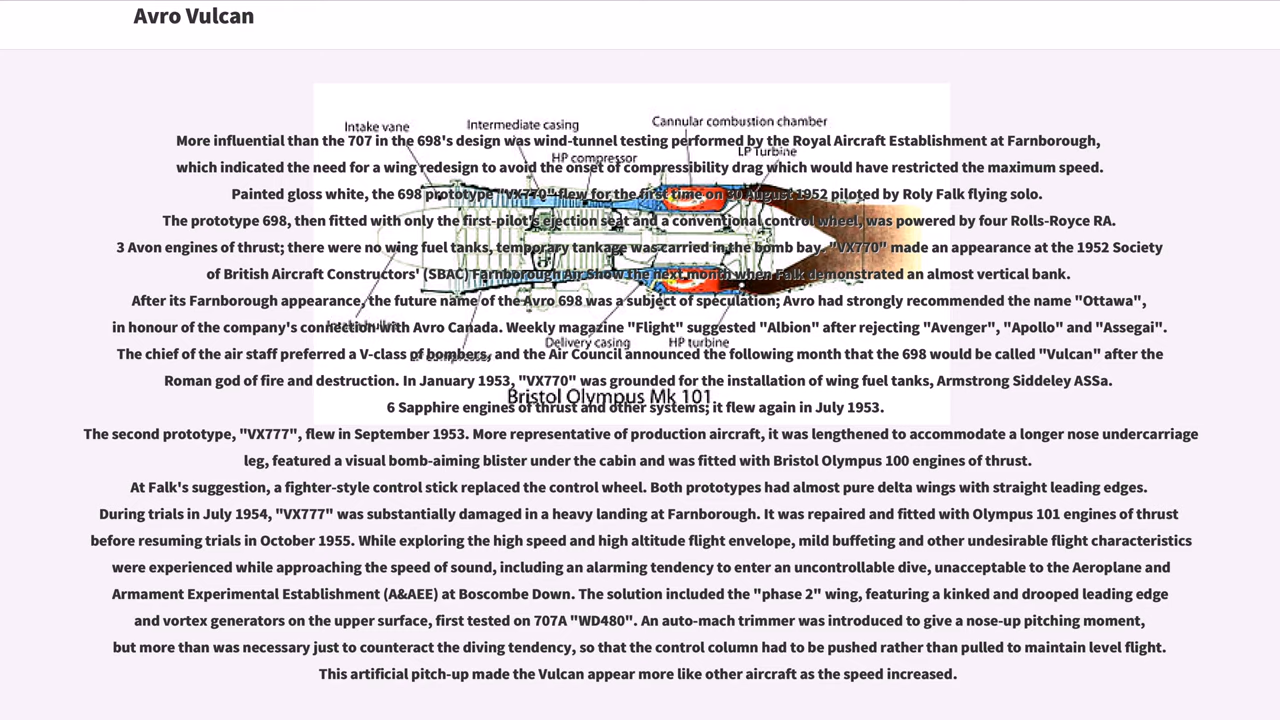 Avro Vulcan
Intake vane
Intermediate casing
Cannular combustion chamber
More influential than the 707 in the 698's design was wind-tunnel testing performed by the Royal Aircraft Establishment at Farnborough,
HP compressor
LP Turbine
which indicated the need for a wing redesign to avoid the onset of compressibility drag which would have restricted the maximum speed.
Painted gloss white, the 698 prototype "VX770" flew for the first time on 30 August 1952 piloted by Roly Falk flying solo.
The prototype 698, then fitted with only the first-pilot's ejection seat and a conventional control wheel, was powered by four Rolls-Royce RA.
3 Avon engines of thrust; there were no wing fuel tanks, temporary tankage was carried in the bomb bay. "VX770" made an appearance at the 1952 Society
of British Aircraft Constructors' (SBAC) Farnborough Air Show the next month when Falk demonstrated an almost vertical bank.
After its Farnborough appearance, the future name of the Avro 698 was a subject of speculation; Avro had strongly recommended the name "Ottawa",
in honour of the company's connection with Avro Canada. Weekly magazine "Flight" suggested "Albion" after rejecting "Avenger", "Apollo" and "Assegai".
Delivery casing
HP turbine
The chief of the air staff preferred a V-class of bombers, and the Air Council announced the following month that the 698 would be called "Vulcan" after the
Roman god of fire and destruction. In January 1953, "VX770" was grounded for the installation of wing fuel tanks, Armstrong Siddeley ASSa.
Bristol Olympus Mk 101
6 Sapphire engines of thrust and other systems; it flew again in July 1953.
The second prototype, "VX777", flew in September 1953. More representative of production aircraft, it was lengthened to accommodate a longer nose undercarriage
leg, featured a visual bomb-aiming blister under the cabin and was fitted with Bristol Olympus 100 engines of thrust.
At Falk's suggestion, a fighter-style control stick replaced the control wheel. Both prototypes had almost pure delta wings with straight leading edges.
During trials in July 1954, "VX777" was substantially damaged in a heavy landing at Farnborough. It was repaired and fitted with Olympus 101 engines of thrust
before resuming trials in October 1955. While exploring the high speed and high altitude flight envelope, mild buffeting and other undesirable flight characteristics
were experienced while approaching the speed of sound, including an alarming tendency to enter an uncontrollable dive, unacceptable to the Aeroplane and
Armament Experimental Establishment (A&AEE) at Boscombe Down. The solution included the "phase 2" wing, featuring a kinked and drooped leading edge
and vortex generators on the upper surface, first tested on 707A "WD480". An auto-mach trimmer was introduced to give a nose-up pitching moment,
but more than was necessary just to counteract the diving tendency, so that the control column had to be pushed rather than pulled to maintain level flight.
This artificial pitch-up made the Vulcan appear more like other aircraft as the speed increased.